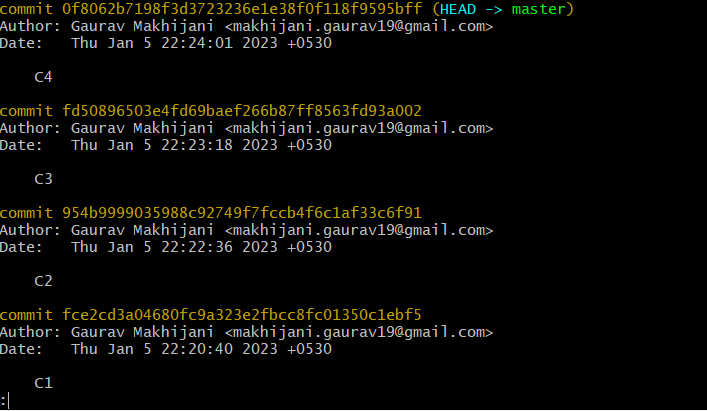 commit 0f8062b7198f3d3723236e1e38f0f118f9595bff (HEAD -> master)
Author: Gaurav Makhijani <makhijani.gaurav19@gmail.com>
Date:   Thu Jan 5 22:24:01 2023 +0530
C4
commit fd50896503e4fd69baef266b87ff8563fd93a002
Author: Gaurav Makhijani <makhijani.gaurav19@gmail.com>
Date:   Thu Jan 5 22:23:18 2023 +0530
C3
commit 954b9999035988c92749f7fccb4f6c1af33c6f91
Author: Gaurav Makhijani <makhijani.gaurav19@gmail.com>
Date:   Thu Jan 5 22:22:36 2023 +0530
C2
commit fce2cd3a04680fc9a323e2fbcc8fc01350c1ebf5
Author: Gaurav Makhijani <makhijani.gaurav19@gmail.com>
Date:   Thu Jan 5 22:20:40 2023 +0530
C1
: